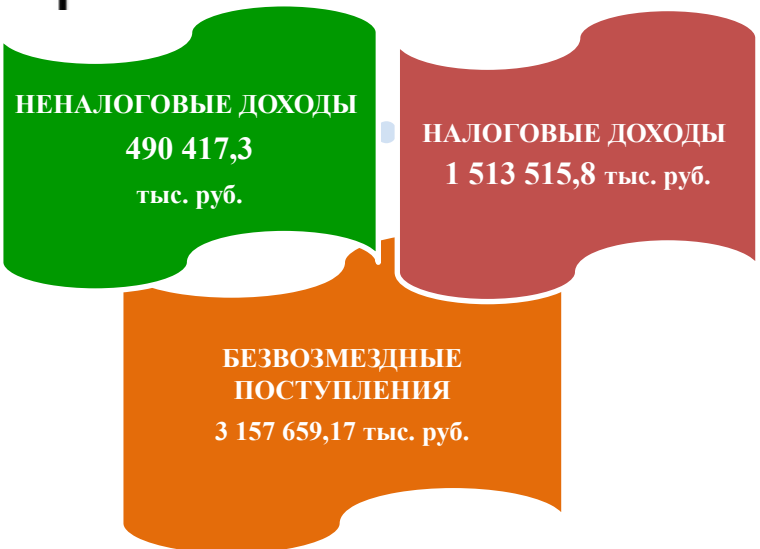 НЕНАЛОГОВЫЕ ДОХОДЫ
490 417,3
тыс. руб.
НАЛОГОВЫЕ ДОХОДЫ
1 513 515,8 тыс. руб.
БЕЗВОЗМЕЗДНЫЕ
ПОСТУПЛЕНИЯ
3 157 659,17 тыс. руб.